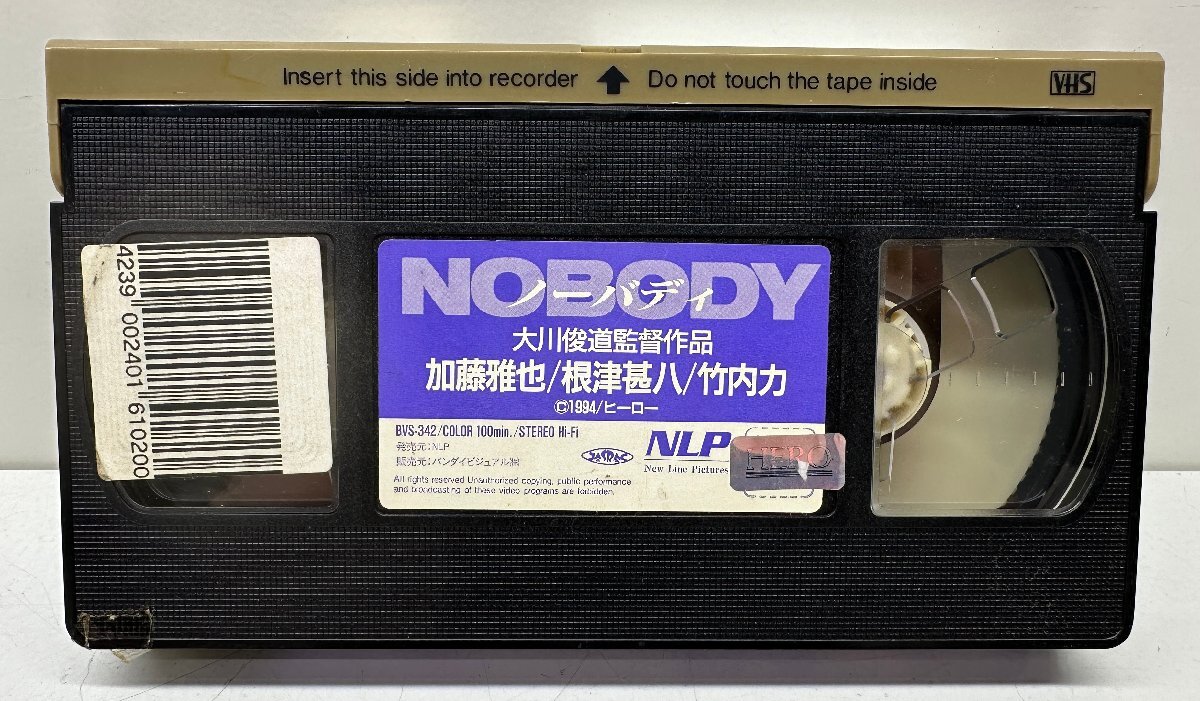 Insert this side into recorder ↑ Do not touch the tape inside
VHS
4239 002401 610200
NOBODY
ノーバディ
大川俊道監督作品
加藤雅也/根津甚八/竹内力
©1994/ヒーロー
BVS-342/COLOR 100min./STEREO Hi-Fi
発売元:NLP
販売元:バンダイビジュアル㈱
JASRAC
NLP
New Line Pictures
HERO
All rights reserved Unauthorized copying, public performance
and broadcasting of these video programs are forbidden.